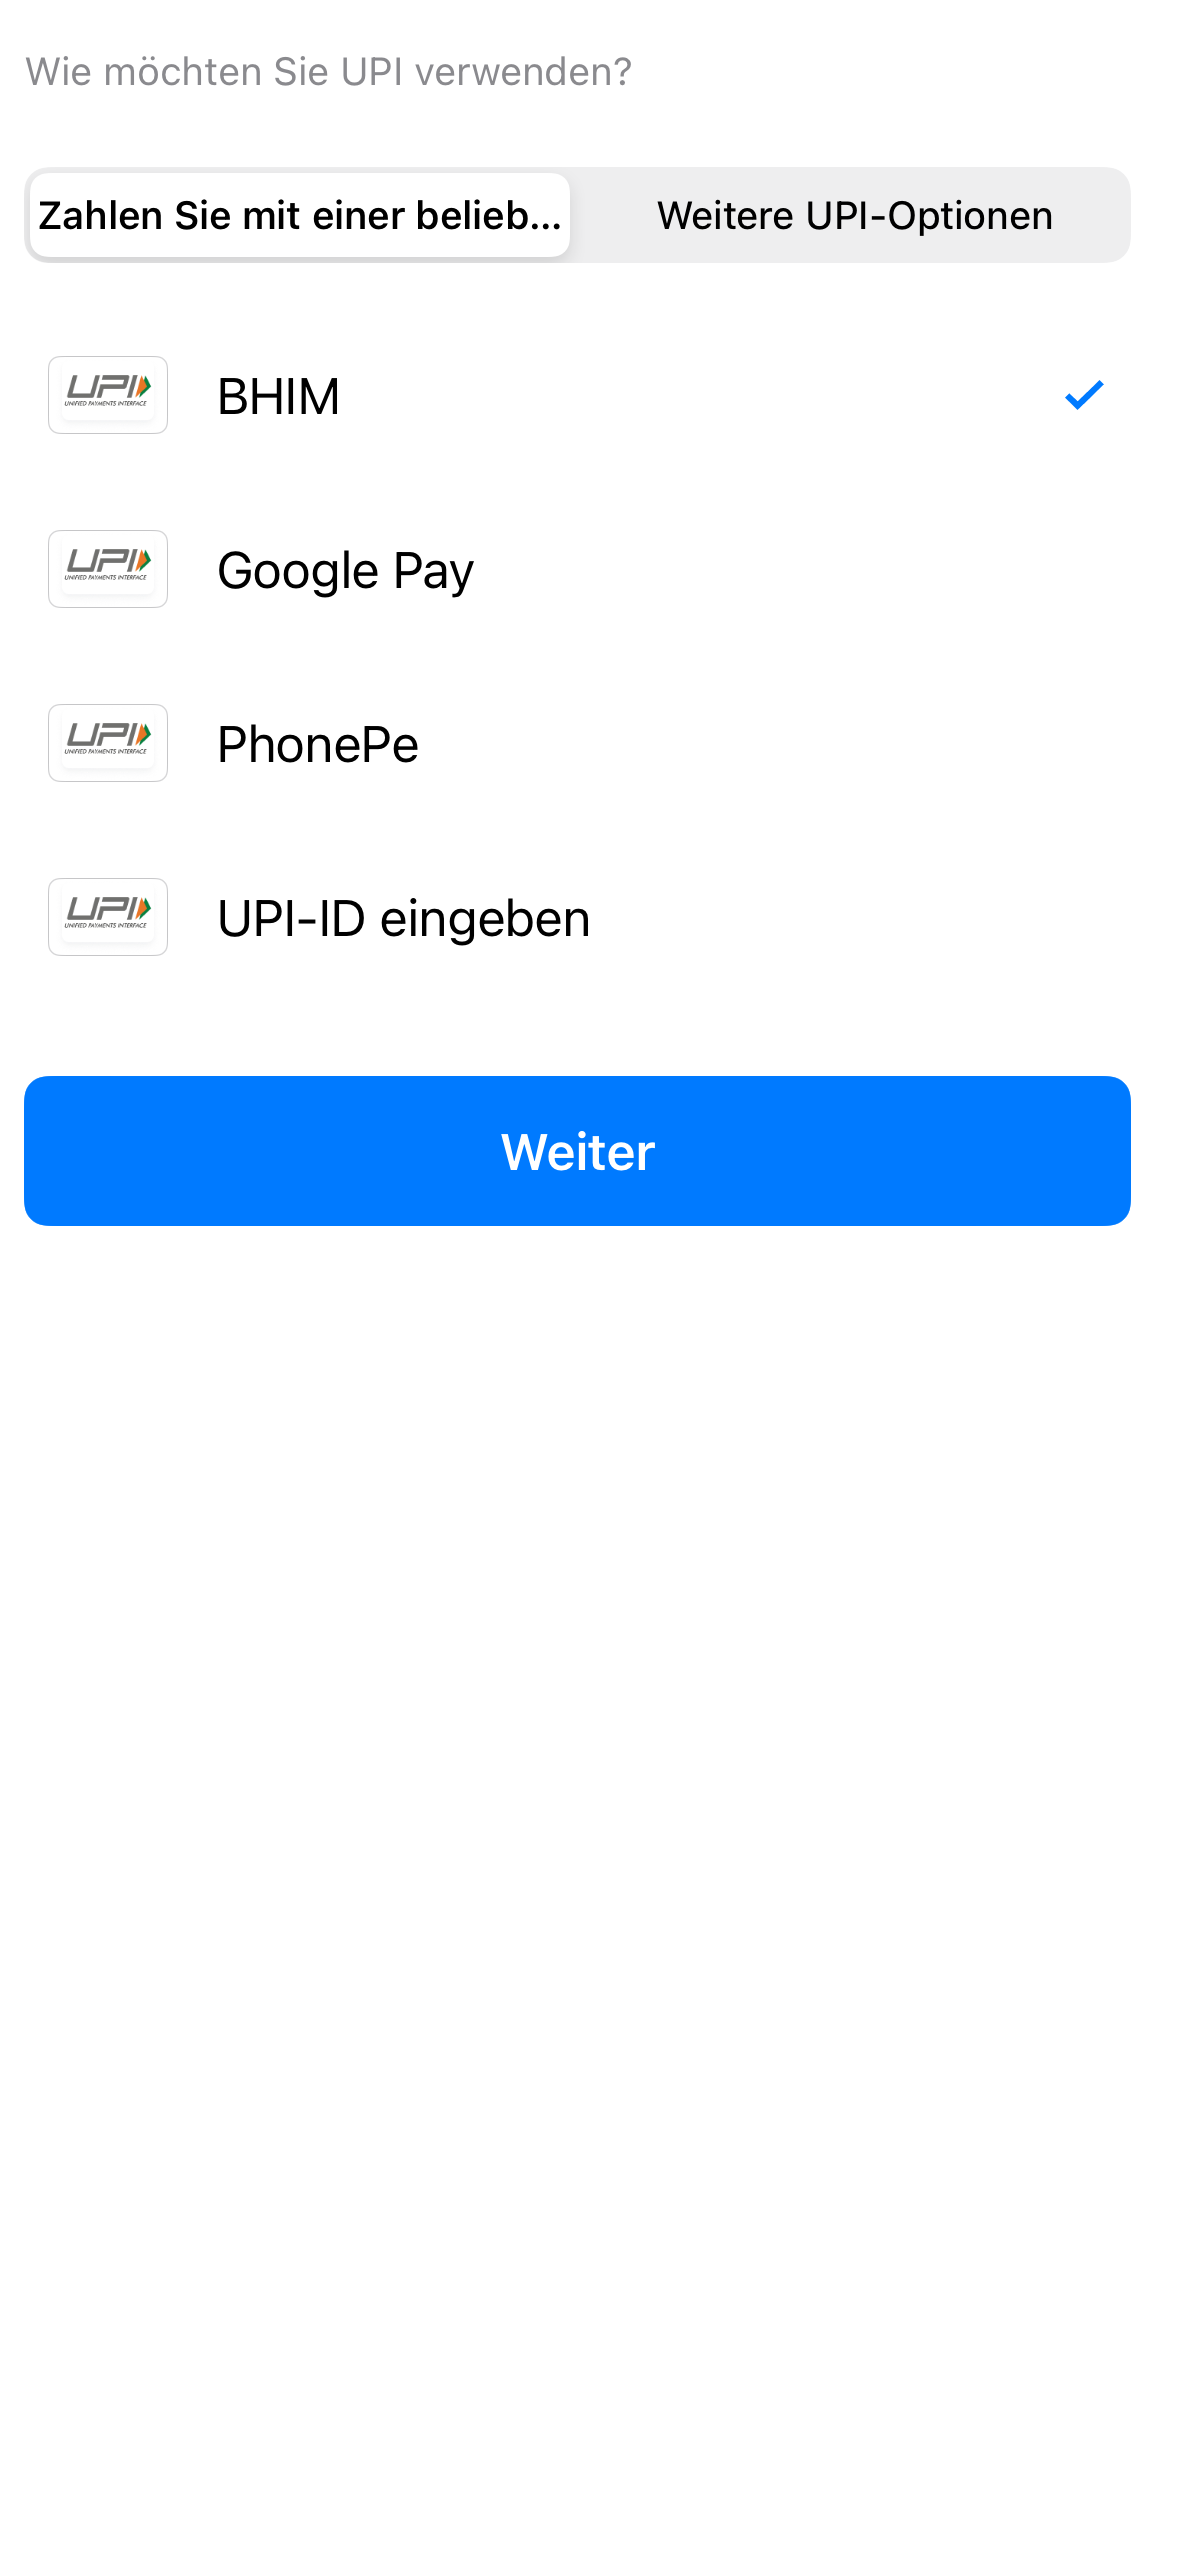 Wie möchten Sie UPI verwenden?
Zahlen Sie mit einer belieb...
Weitere UPI-Optionen
UPI
UNIFIED PAYMENTS INTERFACE
BHIM
UPI
UNIFIED PAYMENTS INTERFACE
Google Pay
UPI
UNIFIED PAYMENTS INTERFACE
PhonePe
UPI
UNIFIED PAYMENTS INTERFACE
UPI-ID eingeben
Weiter